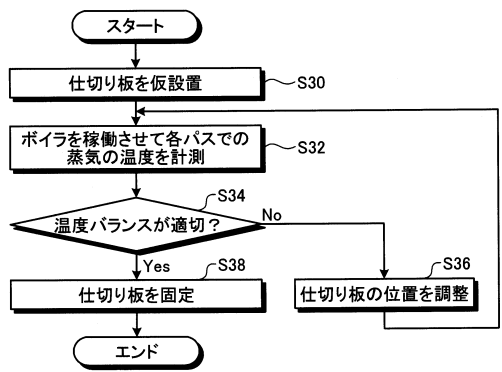 スタート
仕切り板を仮設置
S30
ボイラを稼働させて各パスでの
蒸気の温度を計測
S32
S34
温度バランスが適切？
No
Yes
S36
仕切り板の位置を調整
S38
仕切り板を固定
エンド